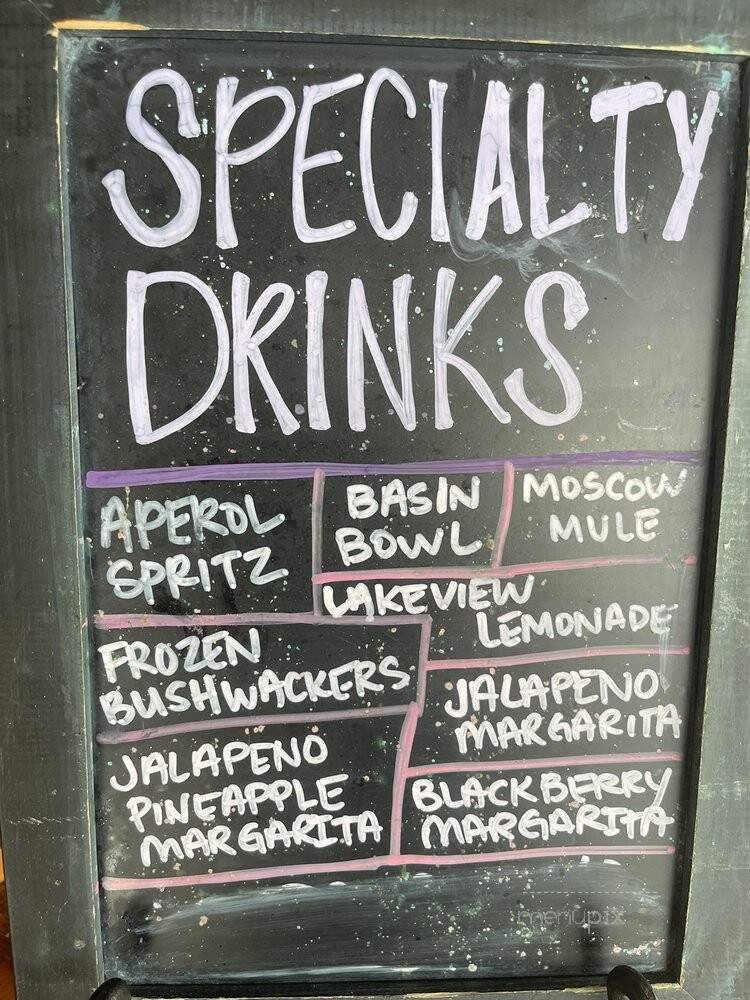 SPECIALTY
DRINKS
APEROL
SPRITZ
BASIN
BOWL
MOSCOW
MULE
LAKEVIEW
LEMONADE
FROZEN
BUSHWACKERS
JALAPENO
MARGARITA
JALAPENO
PINEAPPLE
MARGARITA
BLACKBERRY
MARGARITA
menupix